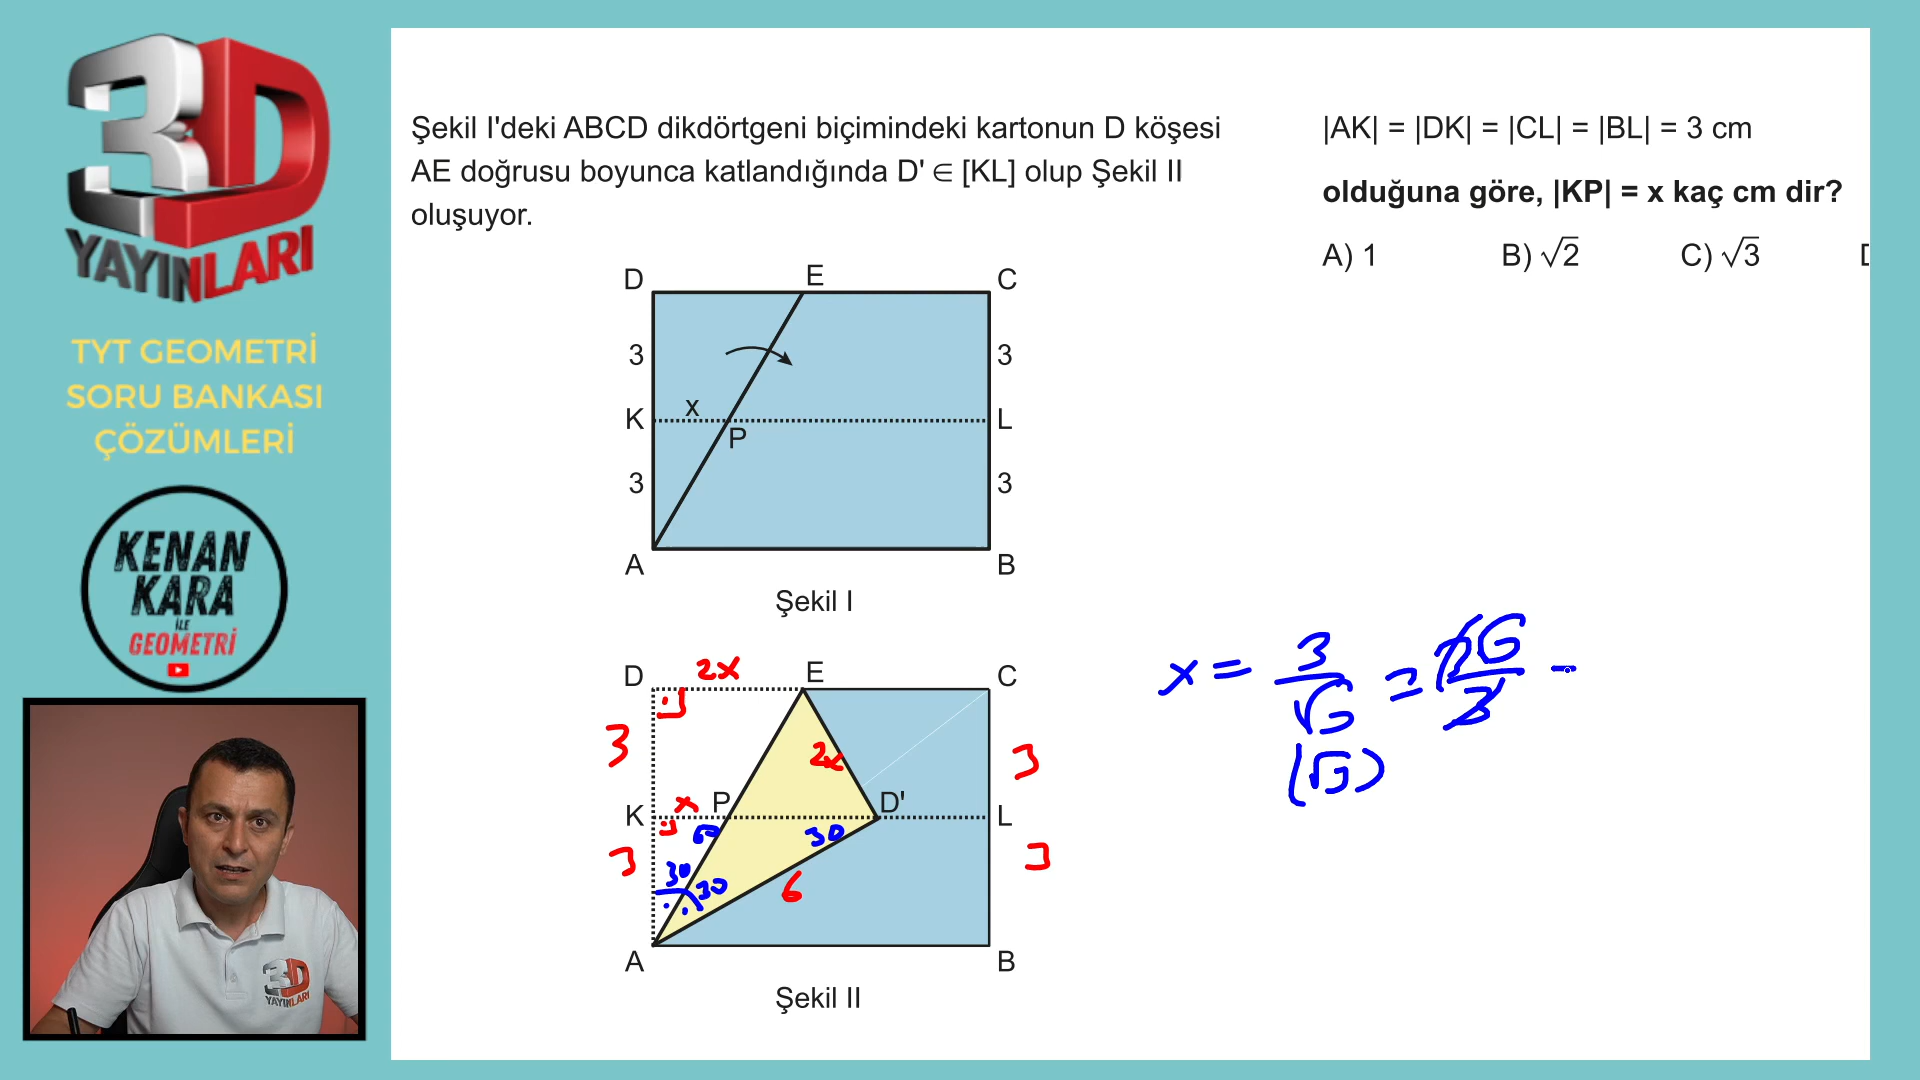 3D
YAYINLARI
TYT GEOMETRİ
SORU BANKASI
ÇÖZÜMLERİ
KENAN
KARA
İLE
GEOMETRİ
3D
YAYINLARI
Şekil I'deki ABCD dikdörtgeni biçimindeki kartonun D köşesi
AE doğrusu boyunca katlandığında D' ∈ [KL] olup Şekil II
oluşuyor.
D E C
3 3
K x P L
3 3
A B
Şekil I
D 2x E C
3 2x 3
K x P D' L
3 60 30 3
30 30 6
A B
Şekil II
|AK| = |DK| = |CL| = |BL| = 3 cm
olduğuna göre, |KP| = x kaç cm dir?
A) 1 B) √2 C) √3
x = 3/√3 = 3√3/3 =
(√3)